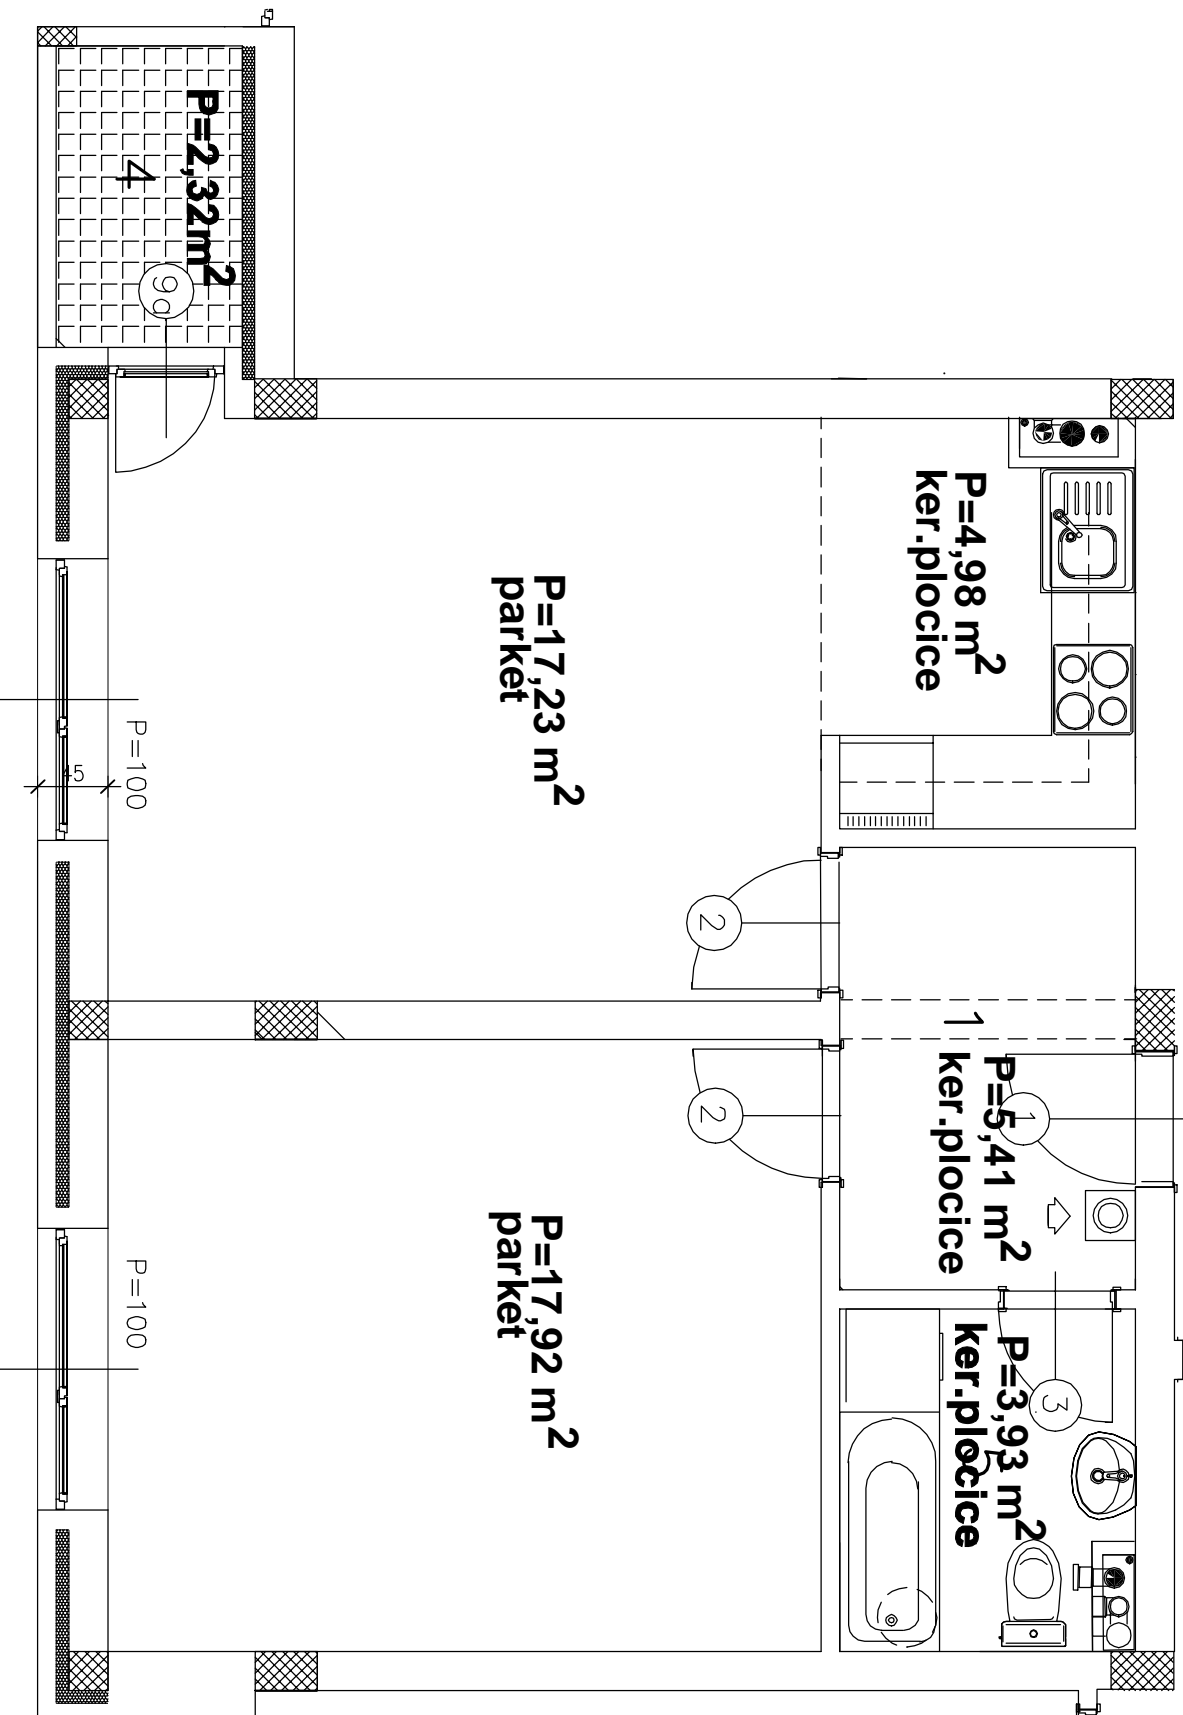 P=2,32m²
4
9a
P=4,98 m²
ker.plocice
P=17,23 m²
parket
P=100
45
2
1
P=5,41 m²
ker.plocice
1
2
P=17,92 m²
parket
P=100
P=3,93 m²
ker.plocice
2
3